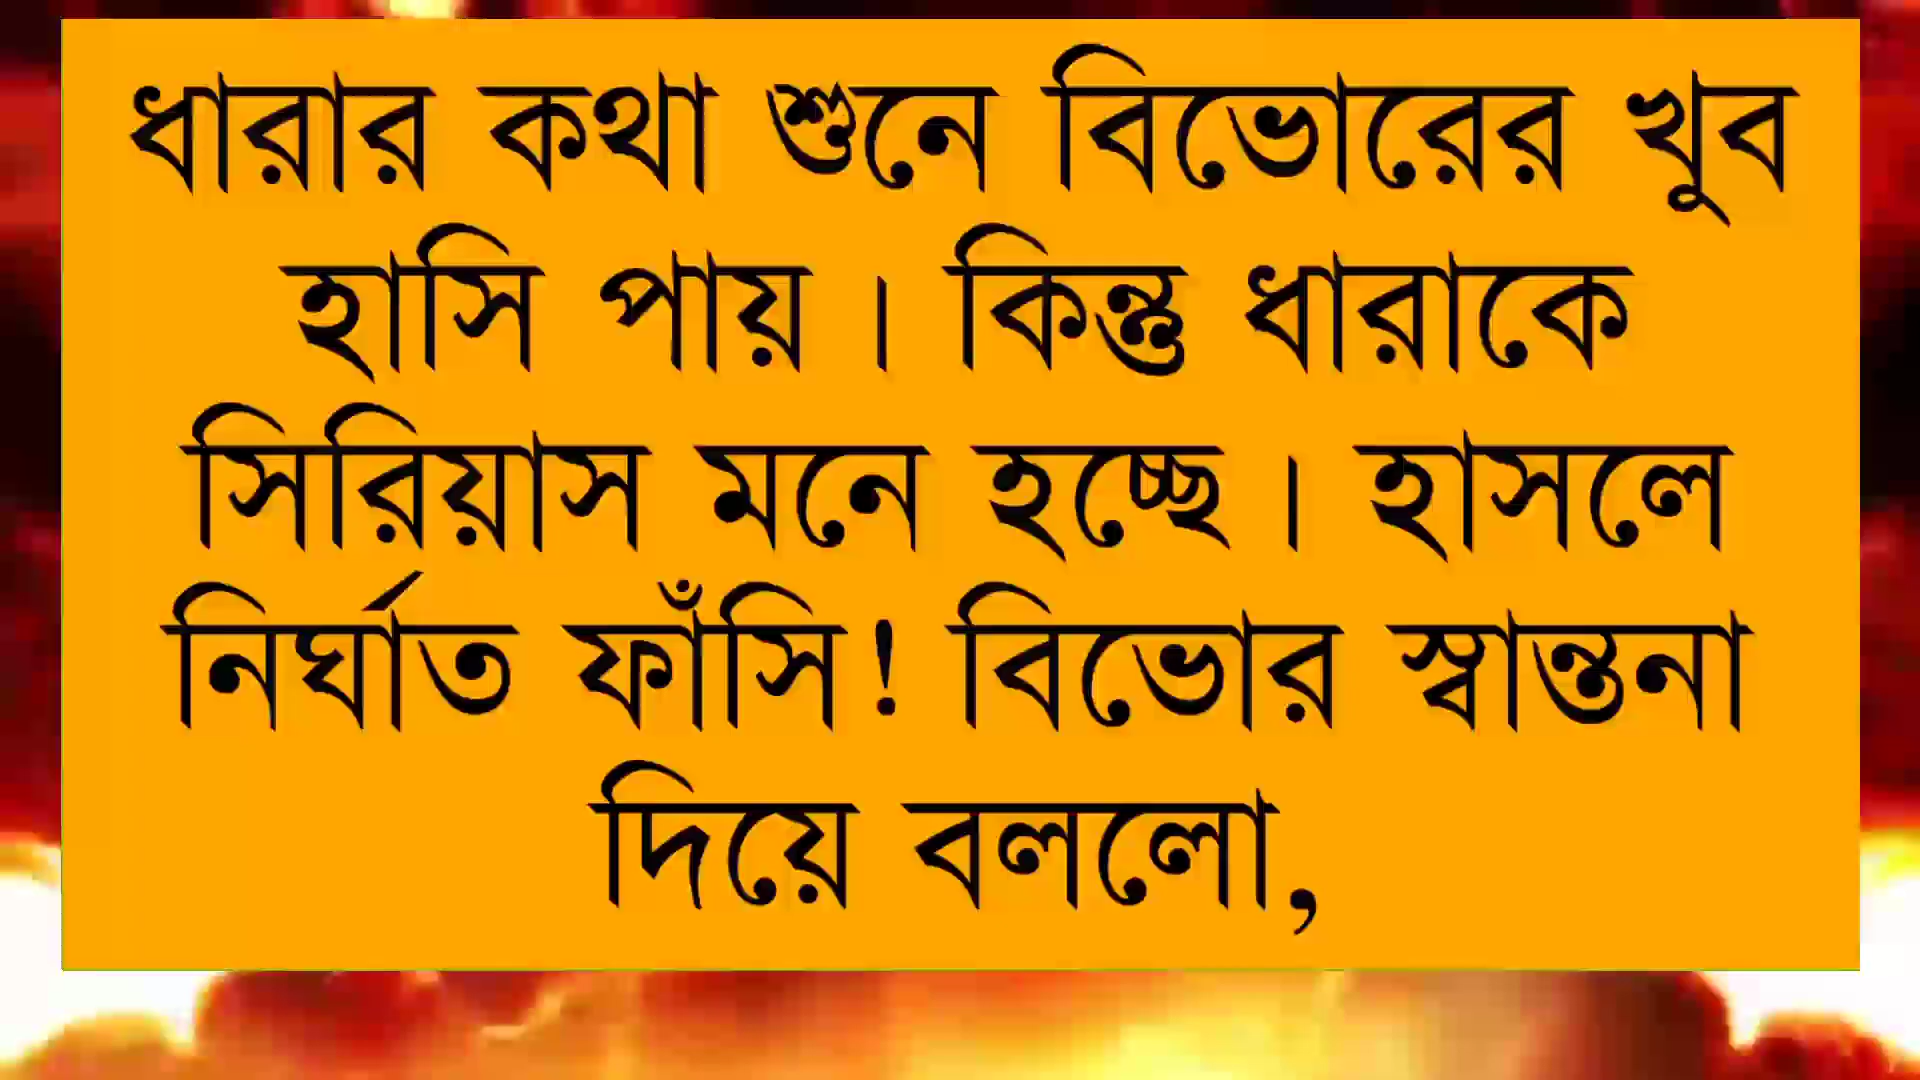 ধারার কথা শুনে বিভোরের খুব
হাসি পায় । কিন্তু ধারাকে
সিরিয়াস মনে হচ্ছে । হাসলে
নির্ঘাত ফাঁসি! বিভোর স্বান্তনা
দিয়ে বললো,